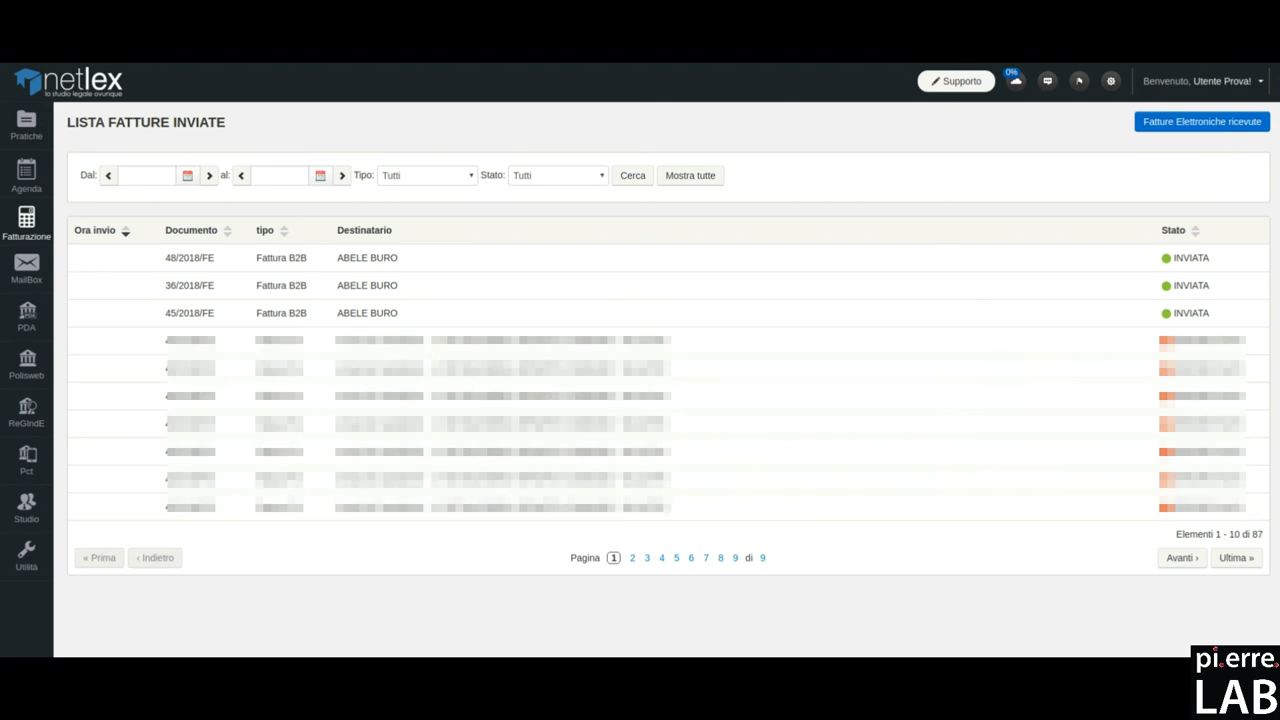 netlex
lo studio legale ovunque
Supporto
0%
Benvenuto, Utente Prova!
Pratiche
Agenda
Fatturazione
MailBox
PDA
Polisweb
ReGIndE
Pct
Studio
Utilità
LISTA FATTURE INVIATE
Fatture Elettroniche ricevute
Dal: al: Tipo: Tutti Stato: Tutti Cerca Mostra tutte
Ora invio Documento tipo Destinatario Stato
48/2018/FE Fattura B2B ABELE BURO INVIATA
36/2018/FE Fattura B2B ABELE BURO INVIATA
45/2018/FE Fattura B2B ABELE BURO INVIATA
Elementi 1 - 10 di 87
« Prima ‹ Indietro Pagina 1 2 3 4 5 6 7 8 9 di 9 Avanti › Ultima »
pi.erre.
LAB